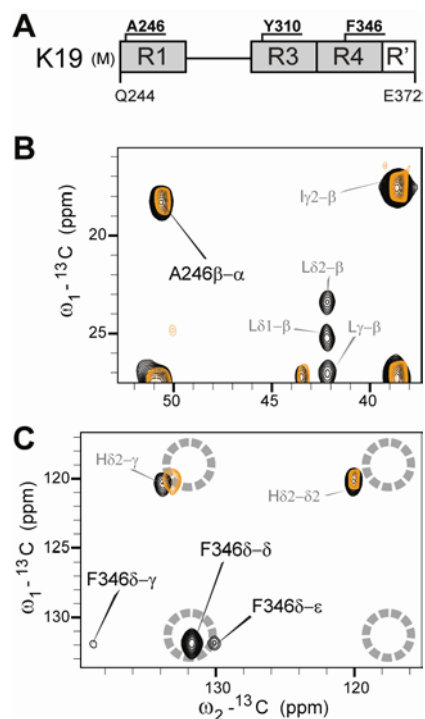 A
A246 Y310 F346
K19 (M) R1 R3 R4 R'
Q244 E372
B
ω1 - 13C (ppm)
20
25
Iγ2–β
A246β–α
Lδ2–β
Lδ1–β Lγ–β
50 45 40
C
ω1 - 13C (ppm)
120
125
130
Hδ2–γ Hδ2–δ2
F346δ–δ
F346δ–γ F346δ–ε
130 120
ω2 - 13C (ppm)